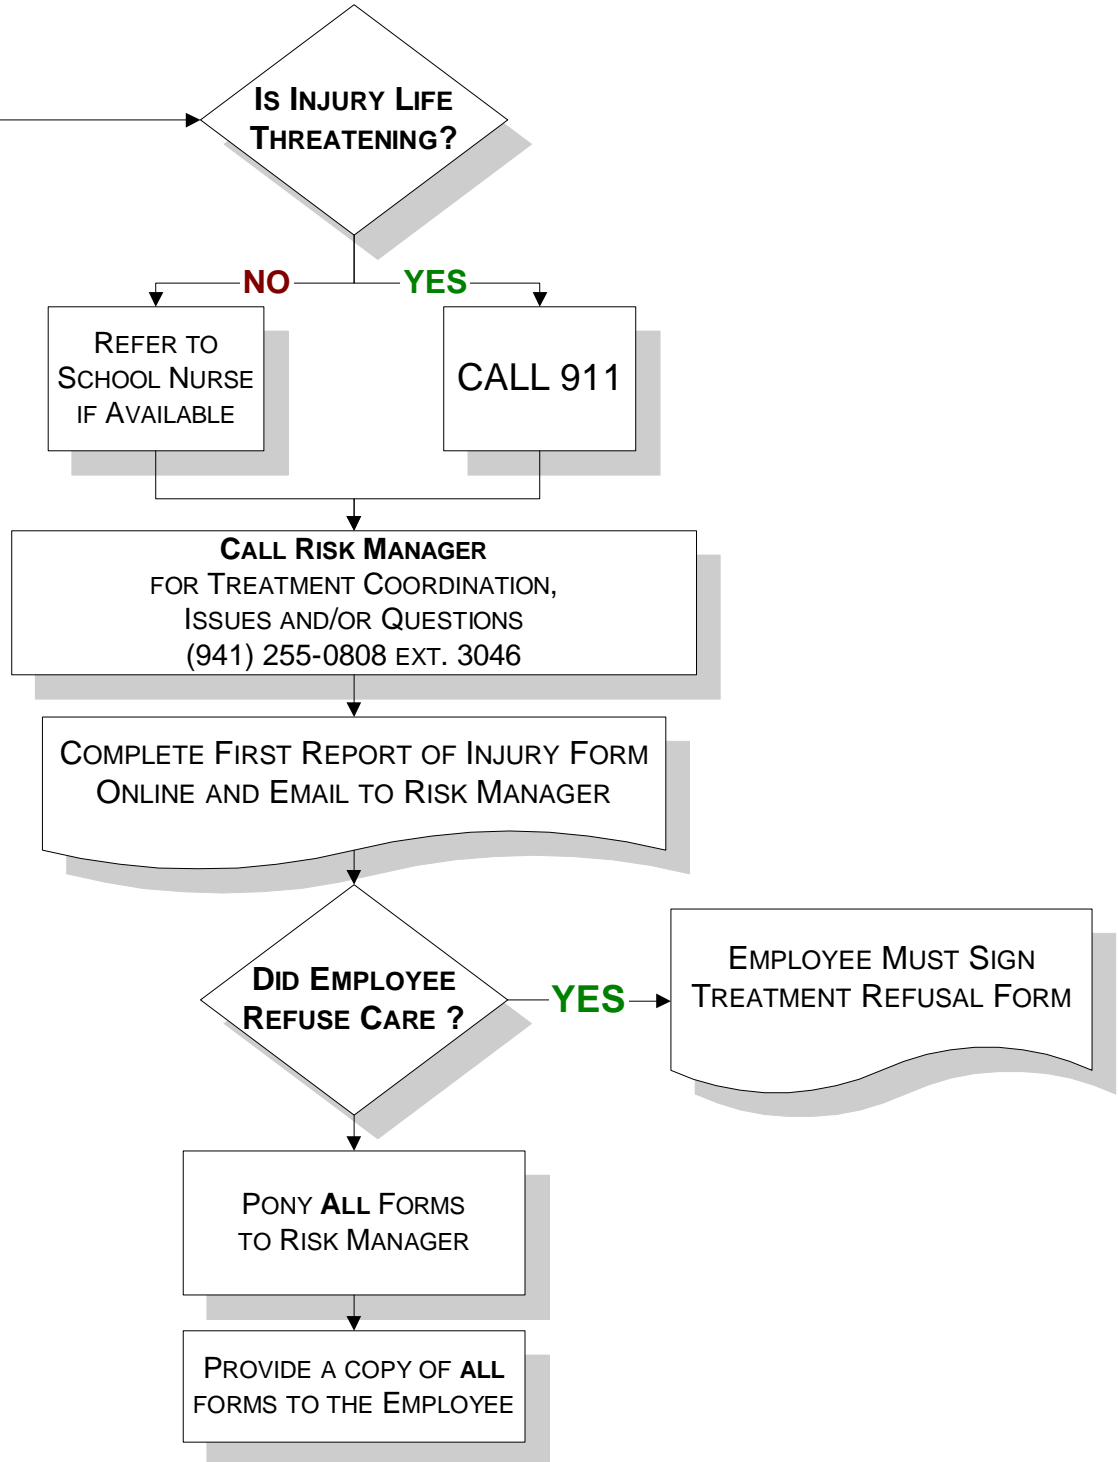 IS INJURY LIFE
THREATENING?
NO
YES
REFER TO
SCHOOL NURSE
IF AVAILABLE
CALL 911
CALL RISK MANAGER
FOR TREATMENT COORDINATION,
ISSUES AND/OR QUESTIONS
(941) 255-0808 EXT. 3046
COMPLETE FIRST REPORT OF INJURY FORM
ONLINE AND EMAIL TO RISK MANAGER
DID EMPLOYEE
REFUSE CARE ?
YES
EMPLOYEE MUST SIGN
TREATMENT REFUSAL FORM
PONY ALL FORMS
TO RISK MANAGER
PROVIDE A COPY OF ALL
FORMS TO THE EMPLOYEE